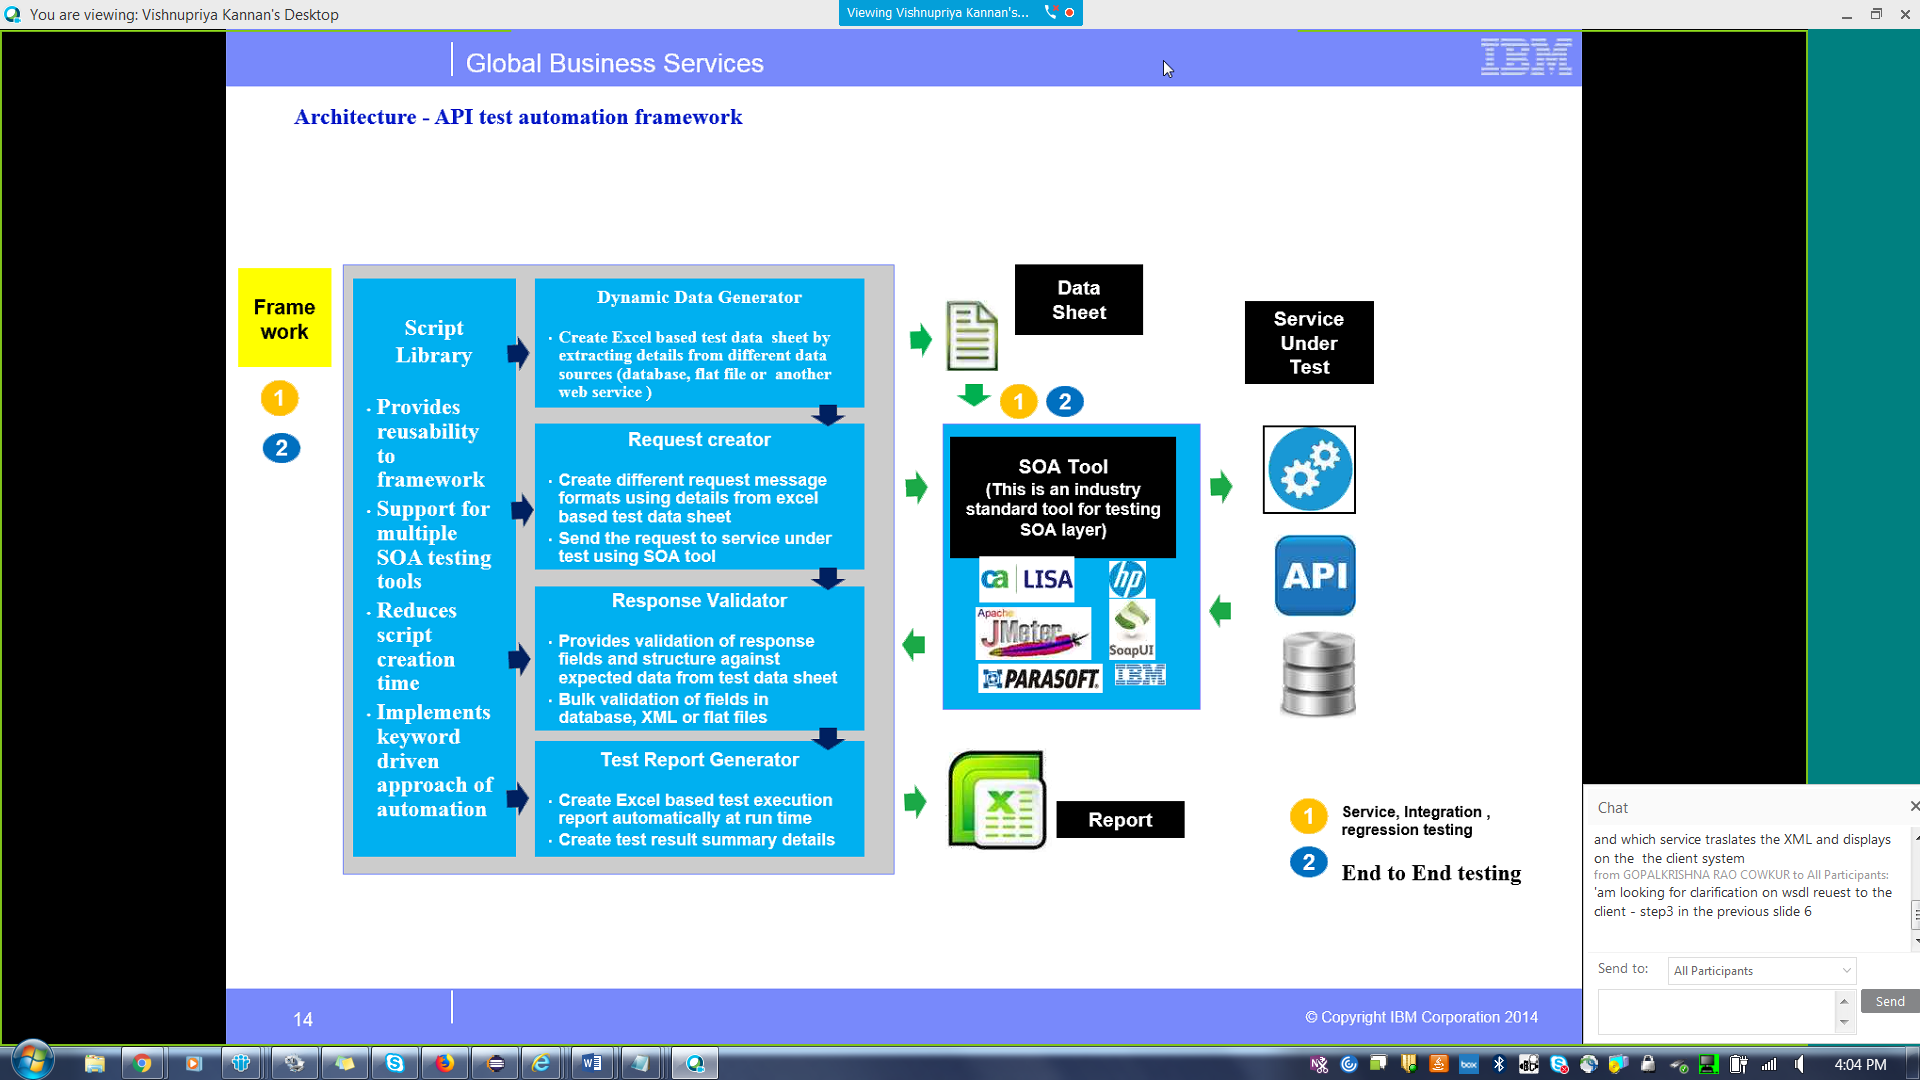 You are viewing: Vishnupriya Kannan's Desktop
Viewing Vishnupriya Kannan's...
Global Business Services
IBM
Architecture - API test automation framework
Frame
work
1
2
Script
Library
· Provides
reusability
to
framework
· Support for
multiple
SOA testing
tools
· Reduces
script
creation
time
· Implements
keyword
driven
approach of
automation
Dynamic Data Generator
· Create Excel based test data sheet by
extracting details from different data
sources (database, flat file or another
web service )
Request creator
· Create different request message
formats using details from excel
based test data sheet
· Send the request to service under
test using SOA tool
Response Validator
· Provides validation of response
fields and structure against
expected data from test data sheet
· Bulk validation of fields in
database, XML or flat files
Test Report Generator
· Create Excel based test execution
report automatically at run time
· Create test result summary details
Data
Sheet
1 2
SOA Tool
(This is an industry
standard tool for testing
SOA layer)
ca LISA
hp
Apache
JMeter
SoapUI
PARASOFT
IBM
Report
Service
Under
Test
API
1 Service, Integration ,
regression testing
2 End to End testing
14
© Copyright IBM Corporation 2014
Chat
and which service traslates the XML and displays
on the the client system
from GOPALKRISHNA RAO COWKUR to All Participants:
'am looking for clarification on wsdl reuest to the
client - step3 in the previous slide 6
Send to:
All Participants
Send
box
4:04 PM